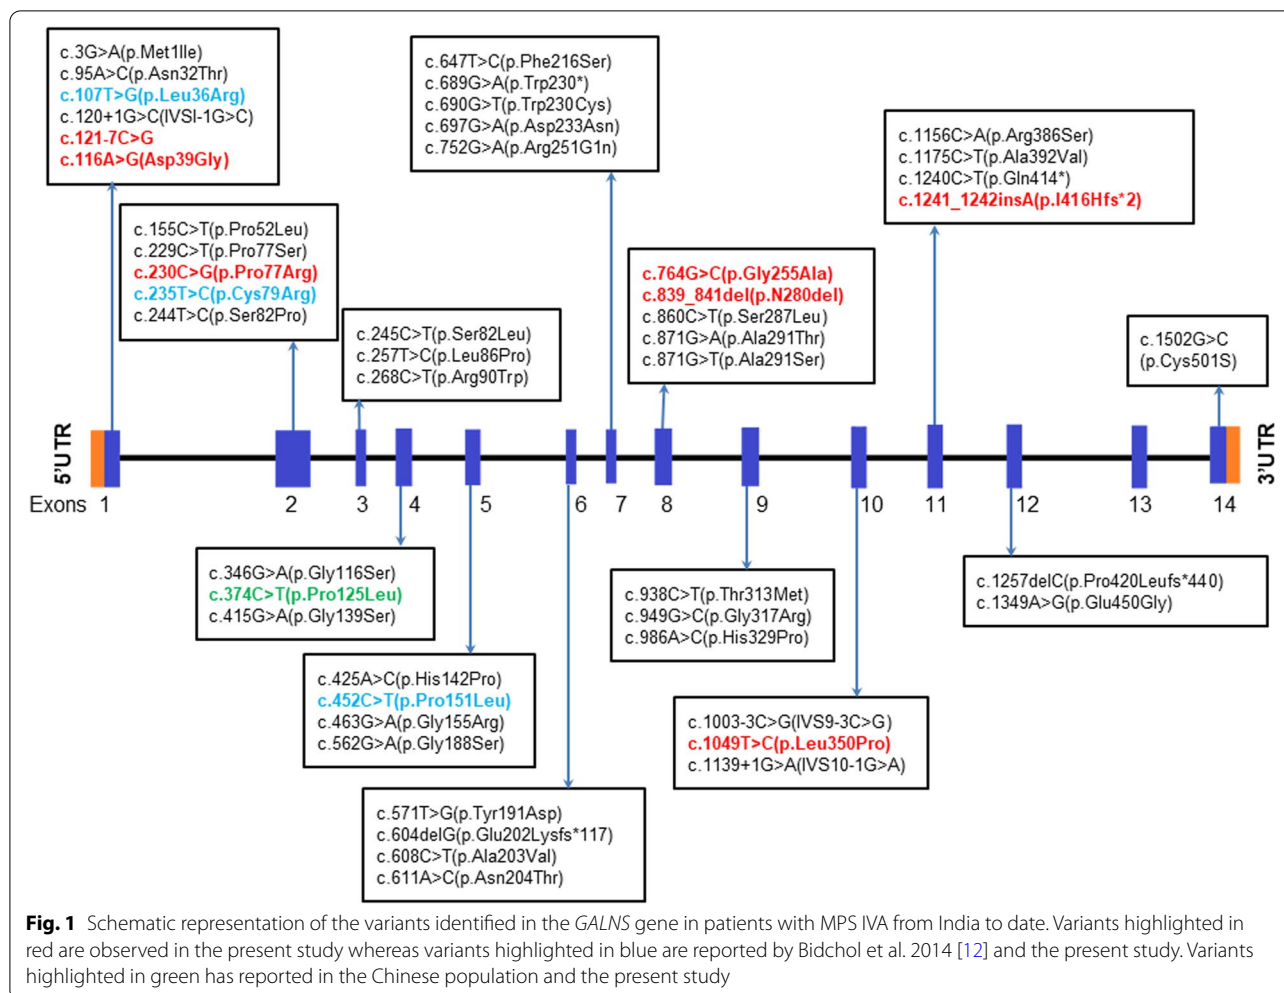 c.3G>A(p.Met1Ile)
c.95A>C(p.Asn32Thr)
c.107T>G(p.Leu36Arg)
c.120+1G>C(IVSI-1G>C)
c.121-7C>G
c.116A>G(Asp39Gly)
c.155C>T(p.Pro52Leu)
c.229C>T(p.Pro77Ser)
c.230C>G(p.Pro77Arg)
c.235T>C(p.Cys79Arg)
c.244T>C(p.Ser82Pro)
c.245C>T(p.Ser82Leu)
c.257T>C(p.Leu86Pro)
c.268C>T(p.Arg90Trp)
c.647T>C(p.Phe216Ser)
c.689G>A(p.Trp230*)
c.690G>T(p.Trp230Cys)
c.697G>A(p.Asp233Asn)
c.752G>A(p.Arg251G1n)
c.764G>C(p.Gly255Ala)
c.839_841del(p.N280del)
c.860C>T(p.Ser287Leu)
c.871G>A(p.Ala291Thr)
c.871G>T(p.Ala291Ser)
c.1156C>A(p.Arg386Ser)
c.1175C>T(p.Ala392Val)
c.1240C>T(p.Gln414*)
c.1241_1242insA(p.I416Hfs*2)
c.1502G>C
(p.Cys501S)
5'UTR
3'UTR
Exons 1 2 3 4 5 6 7 8 9 10 11 12 13 14
c.346G>A(p.Gly116Ser)
c.374C>T(p.Pro125Leu)
c.415G>A(p.Gly139Ser)
c.425A>C(p.His142Pro)
c.452C>T(p.Pro151Leu)
c.463G>A(p.Gly155Arg)
c.562G>A(p.Gly188Ser)
c.571T>G(p.Tyr191Asp)
c.604delG(p.Glu202Lysfs*117)
c.608C>T(p.Ala203Val)
c.611A>C(p.Asn204Thr)
c.938C>T(p.Thr313Met)
c.949G>C(p.Gly317Arg)
c.986A>C(p.His329Pro)
c.1003-3C>G(IVS9-3C>G)
c.1049T>C(p.Leu350Pro)
c.1139+1G>A(IVS10-1G>A)
c.1257delC(p.Pro420Leufs*440)
c.1349A>G(p.Glu450Gly)
Fig. 1 Schematic representation of the variants identified in the GALNS gene in patients with MPS IVA from India to date. Variants highlighted in
red are observed in the present study whereas variants highlighted in blue are reported by Bidchol et al. 2014 [12] and the present study. Variants
highlighted in green has reported in the Chinese population and the present study